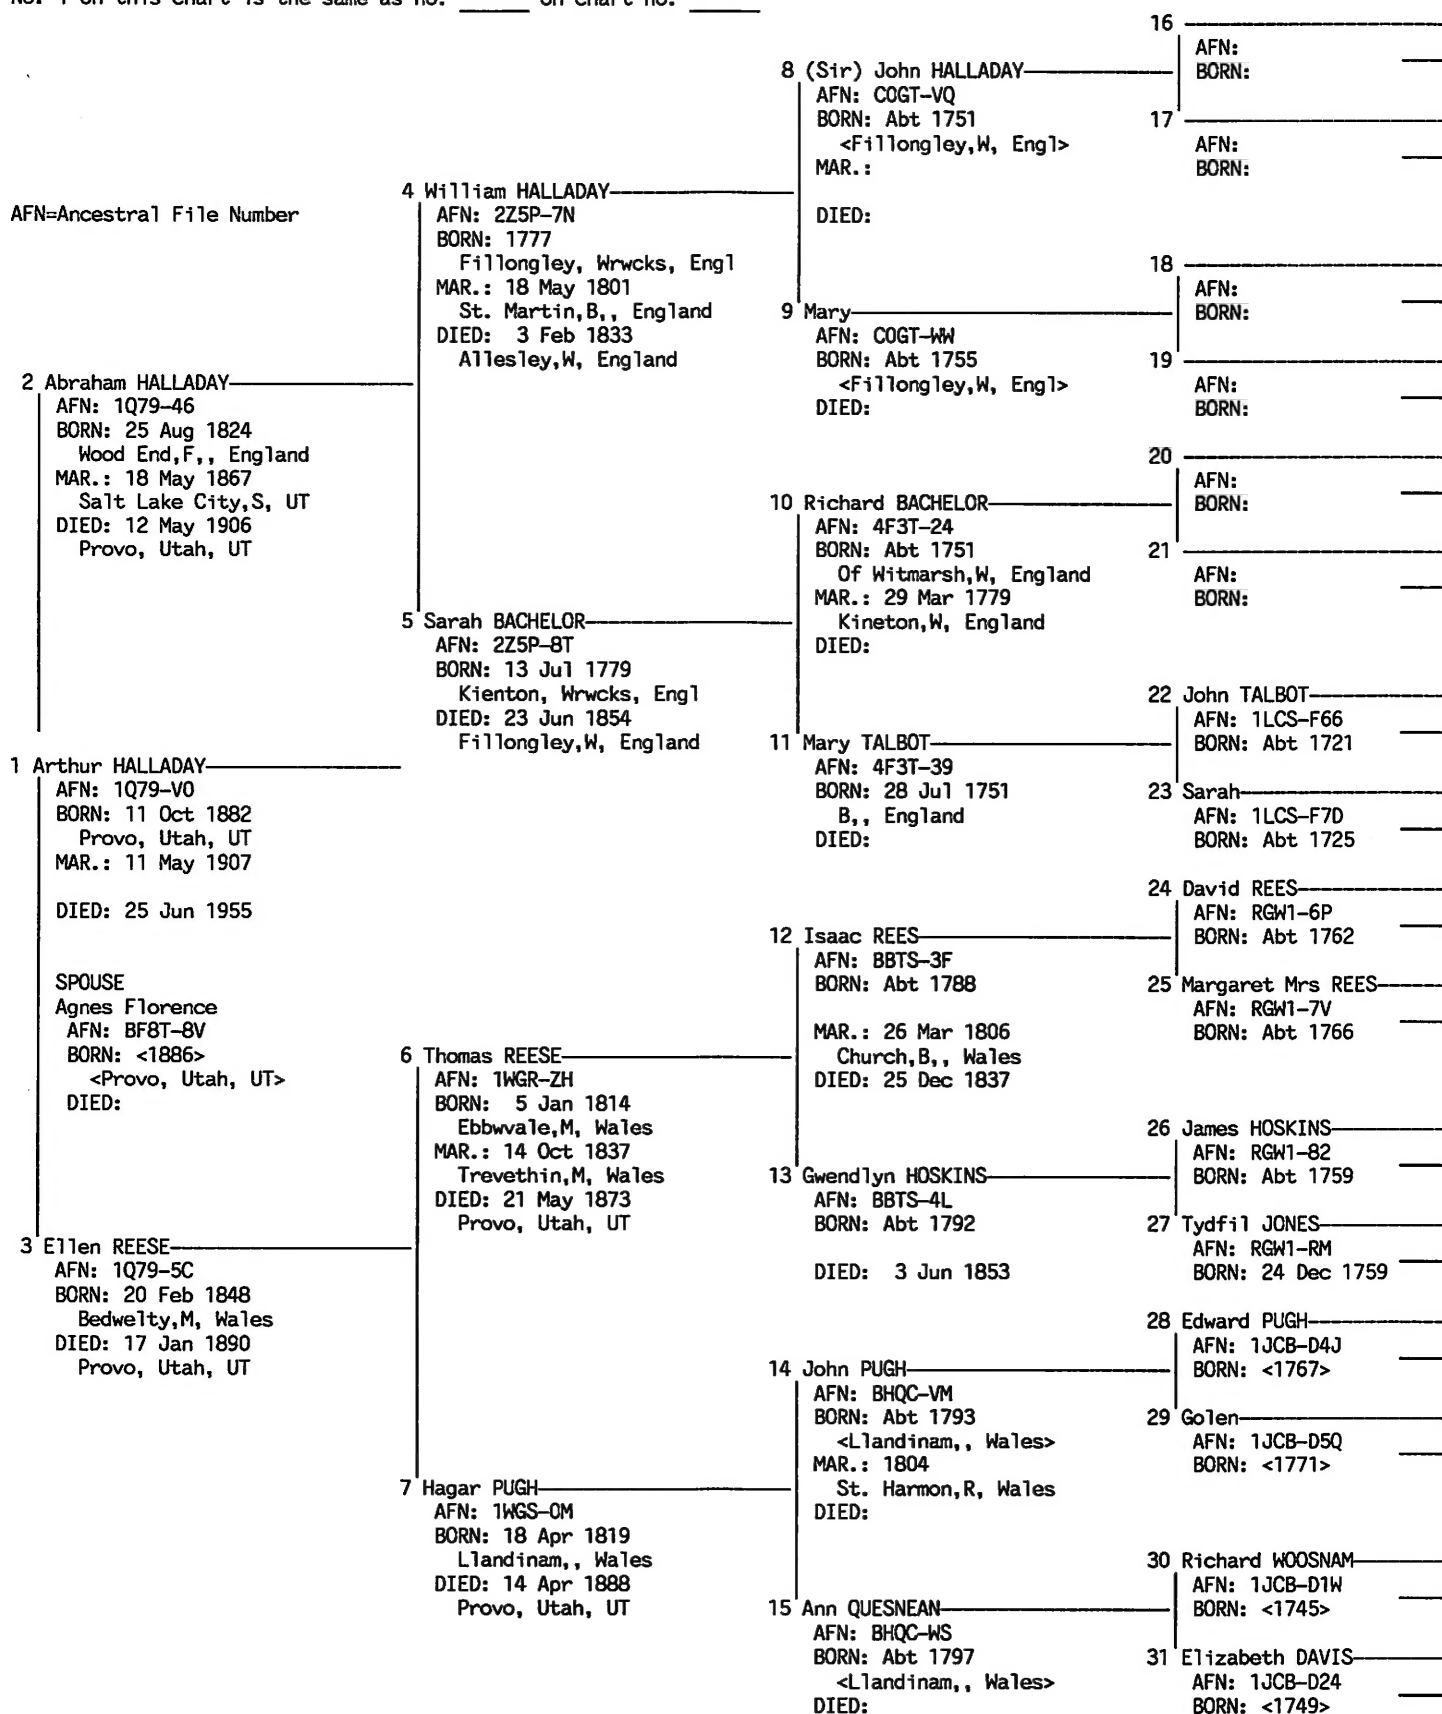 No. 1 on this chart is the same as no. ______ on chart no. ______
AFN=Ancestral File Number
1 Arthur HALLADAY
AFN: 1Q79-V0
BORN: 11 Oct 1882
Provo, Utah, UT
MAR.: 11 May 1907
DIED: 25 Jun 1955
SPOUSE
Agnes Florence
AFN: BF8T-8V
BORN: <1886>
<Provo, Utah, UT>
DIED:
2 Abraham HALLADAY
AFN: 1Q79-46
BORN: 25 Aug 1824
Wood End,F,, England
MAR.: 18 May 1867
Salt Lake City,S, UT
DIED: 12 May 1906
Provo, Utah, UT
3 Ellen REESE
AFN: 1Q79-5C
BORN: 20 Feb 1848
Bedwelty,M, Wales
DIED: 17 Jan 1890
Provo, Utah, UT
4 William HALLADAY
AFN: 2Z5P-7N
BORN: 1777
Fillongley, Wrwcks, Engl
MAR.: 18 May 1801
St. Martin,B,, England
DIED: 3 Feb 1833
Allesley,W, England
5 Sarah BACHELOR
AFN: 2Z5P-8T
BORN: 13 Jul 1779
Kienton, Wrwcks, Engl
DIED: 23 Jun 1854
Fillongley,W, England
6 Thomas REESE
AFN: 1WGR-ZH
BORN: 5 Jan 1814
Ebbwvale,M, Wales
MAR.: 14 Oct 1837
Trevethin,M, Wales
DIED: 21 May 1873
Provo, Utah, UT
7 Hagar PUGH
AFN: 1WGS-0M
BORN: 18 Apr 1819
Llandinam,, Wales
DIED: 14 Apr 1888
Provo, Utah, UT
8 (Sir) John HALLADAY
AFN: C0GT-VQ
BORN: Abt 1751
<Fillongley,W, Engl>
MAR.:
DIED:
9 Mary
AFN: C0GT-WW
BORN: Abt 1755
<Fillongley,W, Engl>
DIED:
10 Richard BACHELOR
AFN: 4F3T-24
BORN: Abt 1751
Of Witmarsh,W, England
MAR.: 29 Mar 1779
Kineton,W, England
DIED:
11 Mary TALBOT
AFN: 4F3T-39
BORN: 28 Jul 1751
B,, England
DIED:
12 Isaac REES
AFN: BBTS-3F
BORN: Abt 1788
MAR.: 26 Mar 1806
Church,B,, Wales
DIED: 25 Dec 1837
13 Gwendlyn HOSKINS
AFN: BBTS-4L
BORN: Abt 1792
DIED: 3 Jun 1853
14 John PUGH
AFN: BHQC-VM
BORN: Abt 1793
<Llandinam,, Wales>
MAR.: 1804
St. Harmon,R, Wales
DIED:
15 Ann QUESNEAN
AFN: BHQC-WS
BORN: Abt 1797
<Llandinam,, Wales>
DIED:
16
AFN:
BORN:
17
AFN:
BORN:
18
AFN:
BORN:
19
AFN:
BORN:
20
AFN:
BORN:
21
AFN:
BORN:
22 John TALBOT
AFN: 1LCS-F66
BORN: Abt 1721
23 Sarah
AFN: 1LCS-F7D
BORN: Abt 1725
24 David REES
AFN: RGW1-6P
BORN: Abt 1762
25 Margaret Mrs REES
AFN: RGW1-7V
BORN: Abt 1766
26 James HOSKINS
AFN: RGW1-82
BORN: Abt 1759
27 Tydfil JONES
AFN: RGW1-RM
BORN: 24 Dec 1759
28 Edward PUGH
AFN: 1JCB-D4J
BORN: <1767>
29 Golen
AFN: 1JCB-D5Q
BORN: <1771>
30 Richard WOOSNAM
AFN: 1JCB-D1W
BORN: <1745>
31 Elizabeth DAVIS
AFN: 1JCB-D24
BORN: <1749>